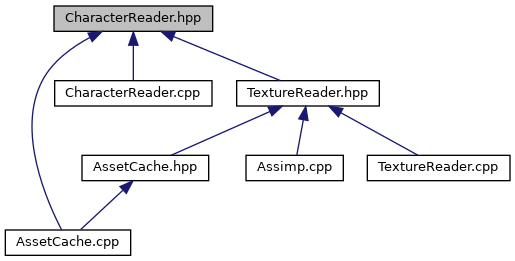 CharacterReader.hpp
CharacterReader.cpp
TextureReader.hpp
AssetCache.hpp
Assimp.cpp
TextureReader.cpp
AssetCache.cpp